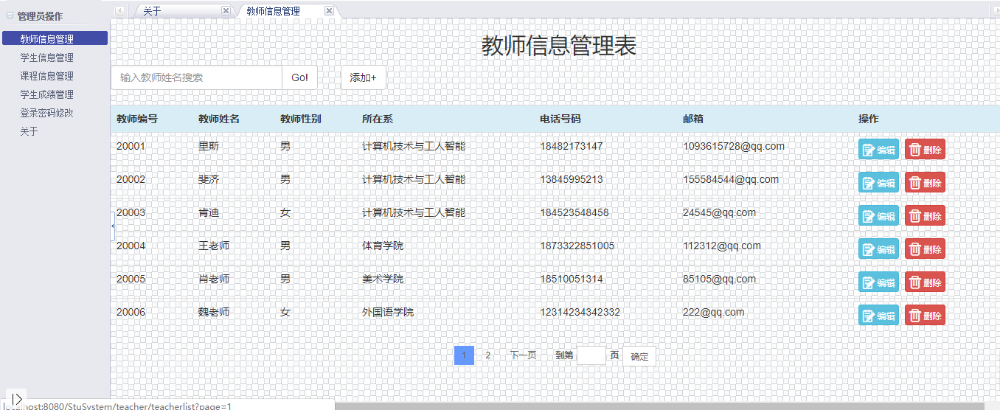 管理员操作
教师信息管理
学生信息管理
课程信息管理
学生成绩管理
登录密码修改
关于
关于 教师信息管理
教师信息管理表
输入教师姓名搜索 Go! 添加+
教师编号 教师姓名 教师性别 所在系 电话号码 邮箱 操作
20001 里斯 男 计算机技术与工人智能 18482173147 1093615728@qq.com 编辑 删除
20002 斐济 男 计算机技术与工人智能 13845995213 155584544@qq.com 编辑 删除
20003 肯迪 女 计算机技术与工人智能 184523548458 24545@qq.com 编辑 删除
20004 王老师 男 体育学院 1873322851005 112312@qq.com 编辑 删除
20005 肖老师 男 美术学院 18510051314 85105@qq.com 编辑 删除
20006 魏老师 女 外国语学院 12314234342332 222@qq.com 编辑 删除
1 2 下一页 到第 页 确定
localhost:8080/StuSystem/teacher/teacherlist?page=1